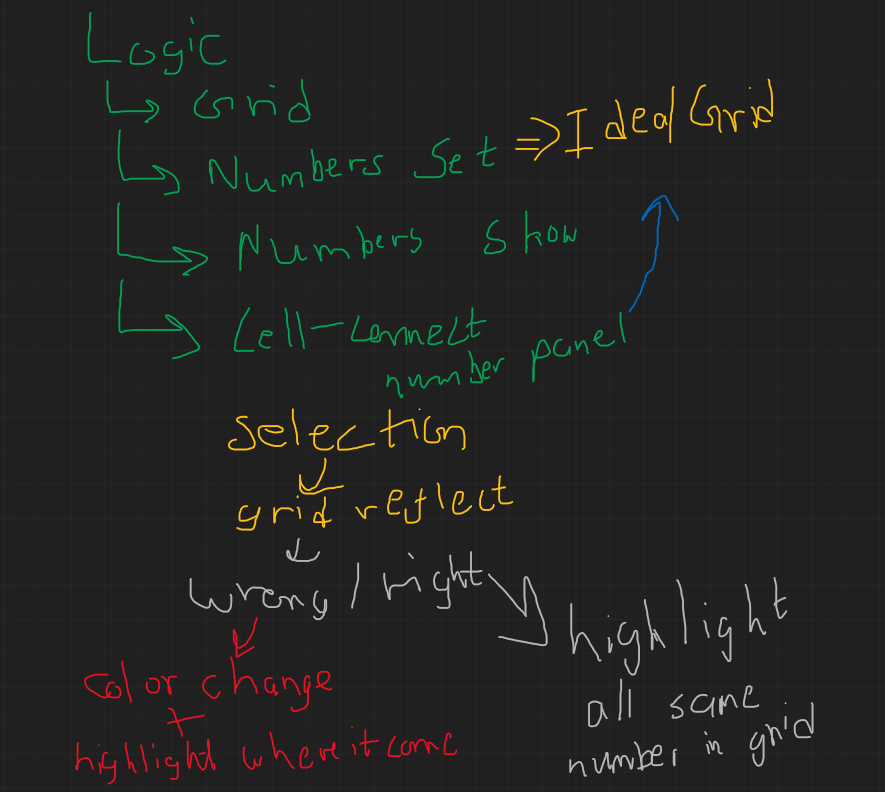 Logic
Grid
Numbers Set ⇒ Ideal Grid
Numbers Show
Cell-connect
number panel
selection
grid reflect
wrong / right
color change
+
highlight where it come
highlight
all same
number in grid